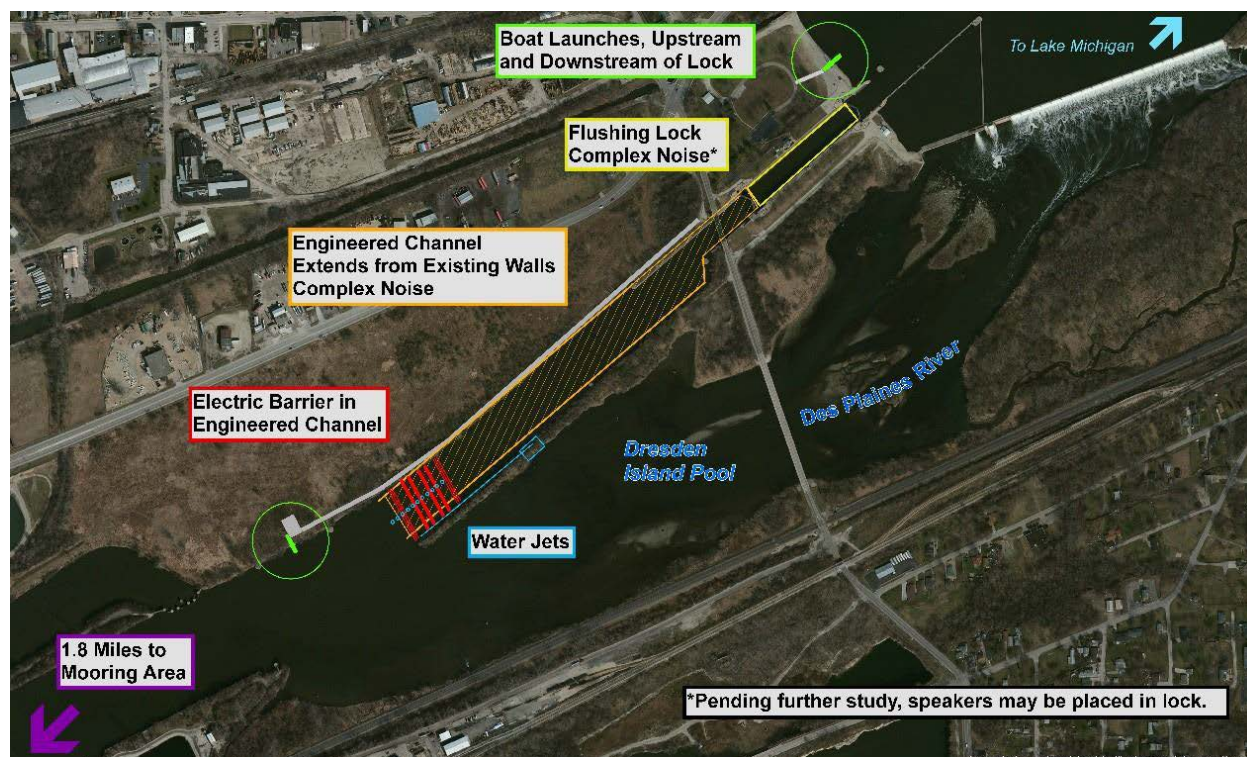 Boat Launches, Upstream
and Downstream of Lock
To Lake Michigan
Flushing Lock
Complex Noise*
Engineered Channel
Extends from Existing Walls
Complex Noise
Electric Barrier in
Engineered Channel
Des Plaines River
Dresden
Island Pool
Water Jets
1.8 Miles to
Mooring Area
*Pending further study, speakers may be placed in lock.